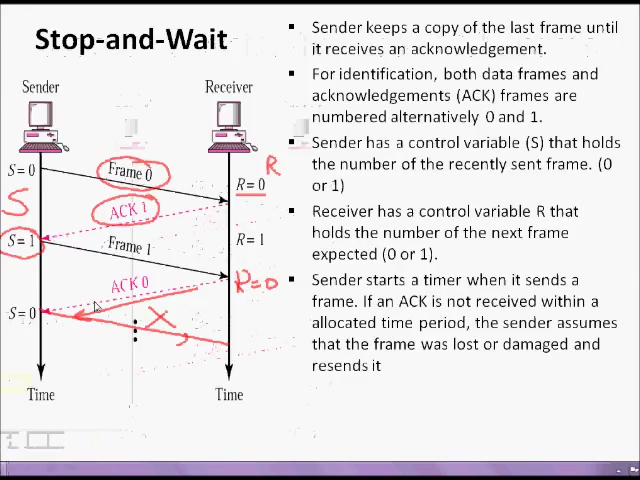 Stop-and-Wait
Sender
Receiver
S = 0
Frame 0
R = 0
R
ACK 1
S
S = 1
Frame 1
R = 1
ACK 0
R=0
S = 0
X
Time
Time
Sender keeps a copy of the last frame until
it receives an acknowledgement.
For identification, both data frames and
acknowledgements (ACK) frames are
numbered alternatively 0 and 1.
Sender has a control variable (S) that holds
the number of the recently sent frame. (0
or 1)
Receiver has a control variable R that
holds the number of the next frame
expected (0 or 1).
Sender starts a timer when it sends a
frame. If an ACK is not received within a
allocated time period, the sender assumes
that the frame was lost or damaged and
resends it